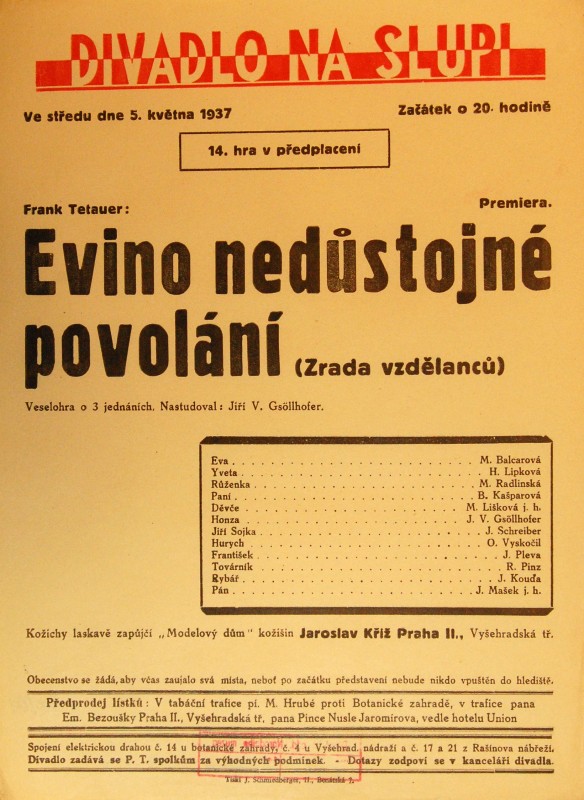 DIVADLO NA SLUPI
Ve středu dne 5. května 1937 Začátek o 20. hodině
14. hra v předplacení
Frank Tetauer: Premiera.
Evino nedůstojné
povolání (Zrada vzdělanců)
Veselohra o 3 jednáních. Nastudoval: Jiří V. Gsöllhofer.
Eva . . . . . . . . . . . . . . . . . . . . M. Balcarová
Yveta . . . . . . . . . . . . . . . . . . . . H. Lipková
Růženka . . . . . . . . . . . . . . . . . . . . M. Radlinská
Paní . . . . . . . . . . . . . . . . . . . . B. Kašparová
Děvče . . . . . . . . . . . . . . . . . . . . M. Lišková j. h.
Honza . . . . . . . . . . . . . . . . . . . . J. V. Gsöllhofer
Jiří Sojka . . . . . . . . . . . . . . . . . . . . J. Schreiber
Hurych . . . . . . . . . . . . . . . . . . . . O. Vyskočil
František . . . . . . . . . . . . . . . . . . . . J. Pleva
Továrník . . . . . . . . . . . . . . . . . . . . R. Pinz
Rybář . . . . . . . . . . . . . . . . . . . . J. Kouďa
Pán . . . . . . . . . . . . . . . . . . . . J. Mašek j. h.
Kožichy laskavě zapůjčí „Modelový dům" kožišin Jaroslav Kříž Praha II., Vyšehradská tř.
Obecenstvo se žádá, aby včas zaujalo svá místa, neboť po začátku představení nebude nikdo vpuštěn do hlediště.
Předprodej lístků: V tabáční trafice pí. M. Hrubé proti Botanické zahradě, v trafice pana
Em. Bezoušky Praha II., Vyšehradská tř, pana Pince Nusle Jaromírova, vedle hotelu Union
Spojení elektrickou drahou č. 14 u botanické zahrady, č. 4 u Vyšehrad. nádraží a č. 17 a 21 z Rašínova nábřeží.
Divadlo zadává se P. T. spolkům za výhodných podmínek. - Dotazy zodpoví se v kanceláři divadla.
Tiskl J. Schmienberger, II., Botanská 7.